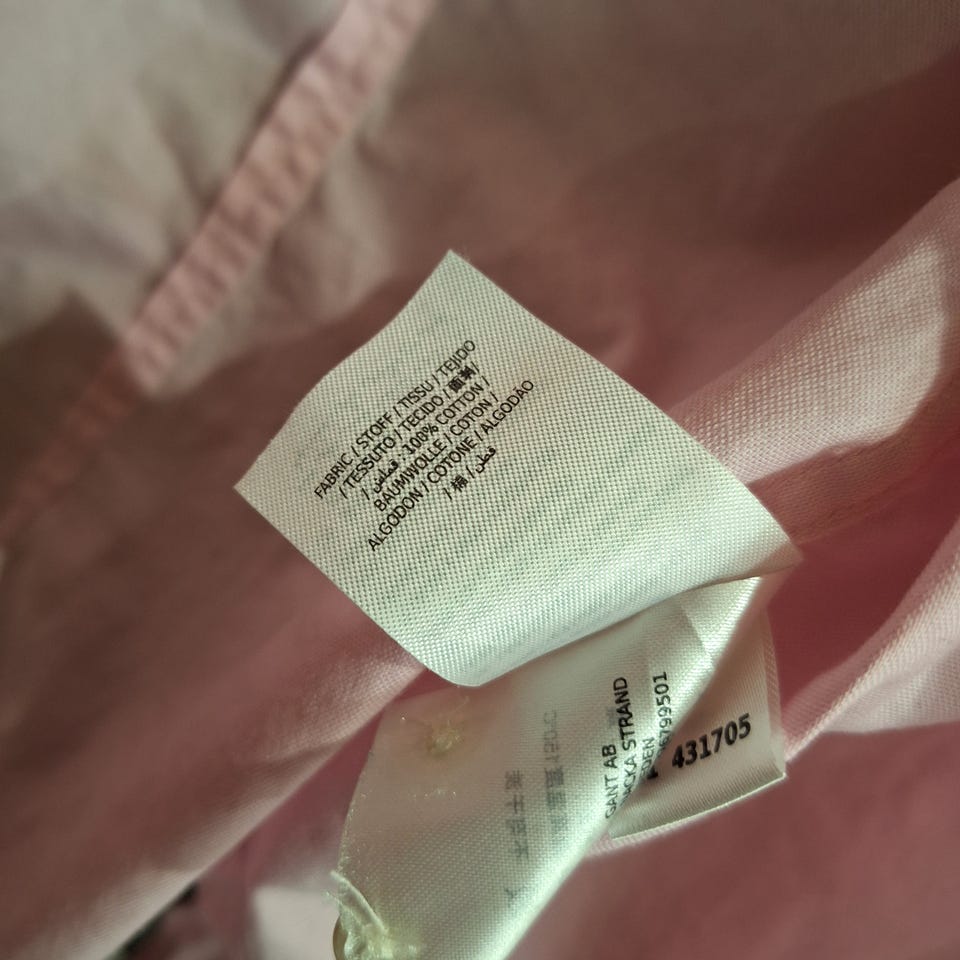 FABRIC / STOFF / TISSU / TEJIDO
/ TESSUTO / TECIDO / 面料 /
/ قماش : 100% COTTON /
BAUMWOLLE / COTON /
ALGODON / COTONE / ALGODÃO
/ 棉 / قطن
GANT AB
STRAND
431705